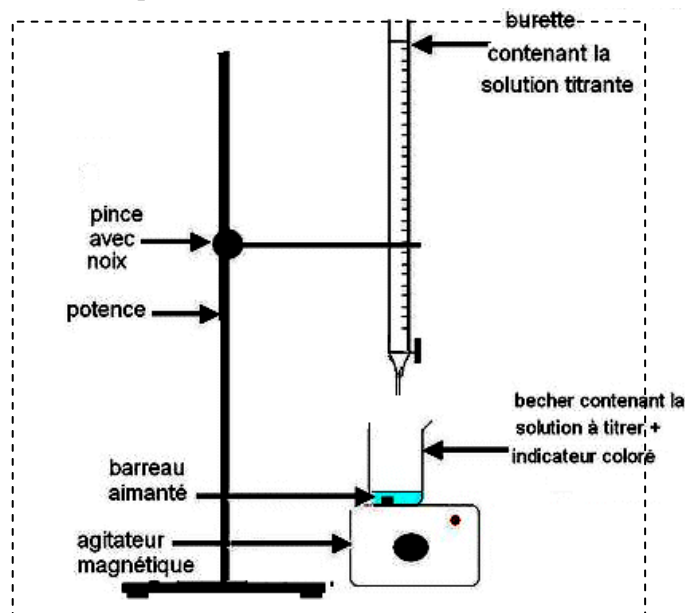 burette
contenant la
solution titrante
pince
avec
noix
potence
becher contenant la
solution à titrer +
indicateur coloré
barreau
aimanté
agitateur
magnétique